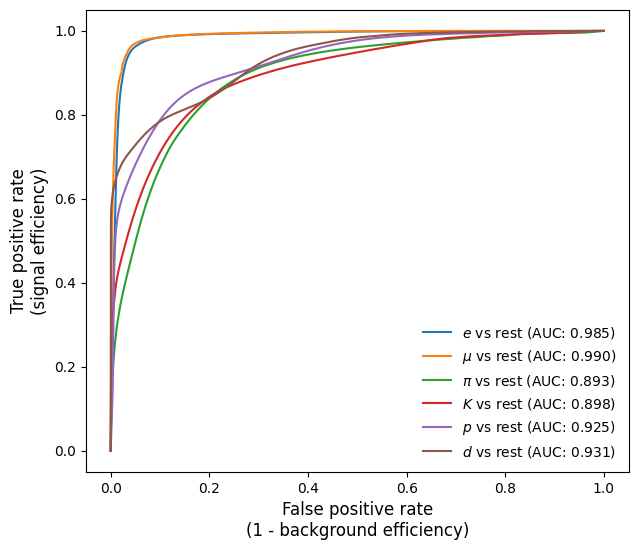 True positive rate
(signal efficiency)
1.0
0.8
0.6
0.4
0.2
0.0
0.0 0.2 0.4 0.6 0.8 1.0
False positive rate
(1 - background efficiency)
e vs rest (AUC: 0.985)
μ vs rest (AUC: 0.990)
π vs rest (AUC: 0.893)
K vs rest (AUC: 0.898)
p vs rest (AUC: 0.925)
d vs rest (AUC: 0.931)